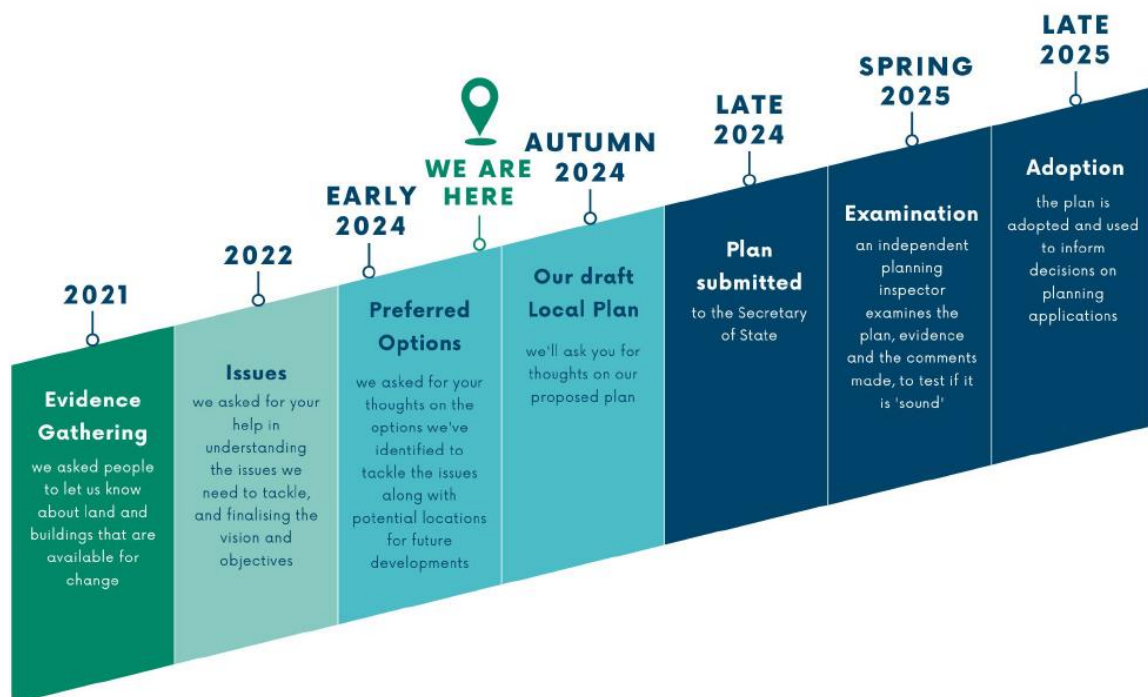 2021
Evidence
Gathering
we asked people
to let us know
about land and
buildings that are
available for
change
2022
Issues
we asked for your
help in
understanding
the issues we
need to tackle,
and finalising the
vision and
objectives
EARLY
2024
Preferred
Options
we asked for your
thoughts on the
options we've
identified to
tackle the issues
along with
potential locations
for future
developments
WE ARE
HERE
AUTUMN
2024
Our draft
Local Plan
we'll ask you for
thoughts on our
proposed plan
LATE
2024
Plan
submitted
to the Secretary
of State
SPRING
2025
Examination
an independent
planning
inspector
examines the
plan, evidence
and the comments
made, to test if it
is 'sound'
LATE
2025
Adoption
the plan is
adopted and used
to inform
decisions on
planning
applications